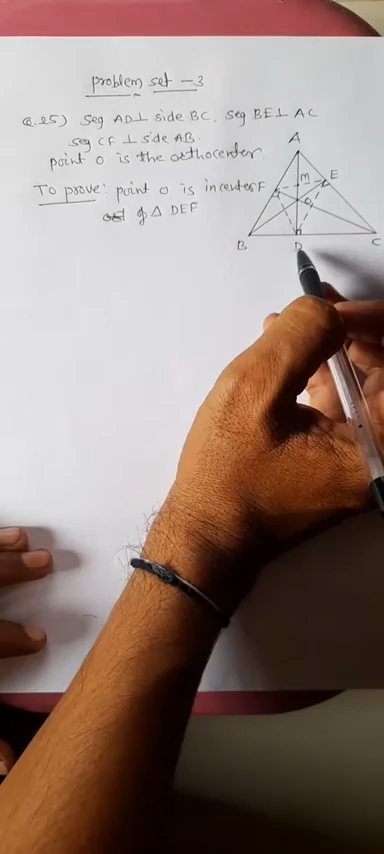 problem set - 3
Q.25) seg AD⊥ side BC, seg BE⊥ AC
seg CF ⊥ side AB.
point O is the orthocenter.
To prove: point O is incenter
of △ DEF
A
E
M
F
O
B
D
C